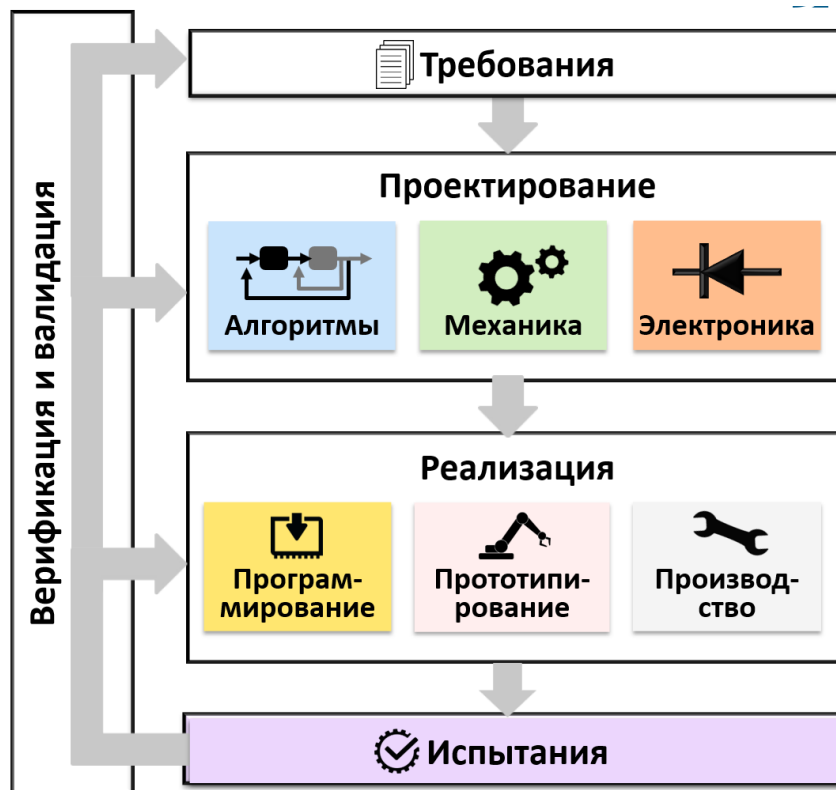 Верификация и валидация
Требования
Проектирование
Алгоритмы
Механика
Электроника
Реализация
Програм-
мирование
Прототипи-
рование
Производ-
ство
Испытания